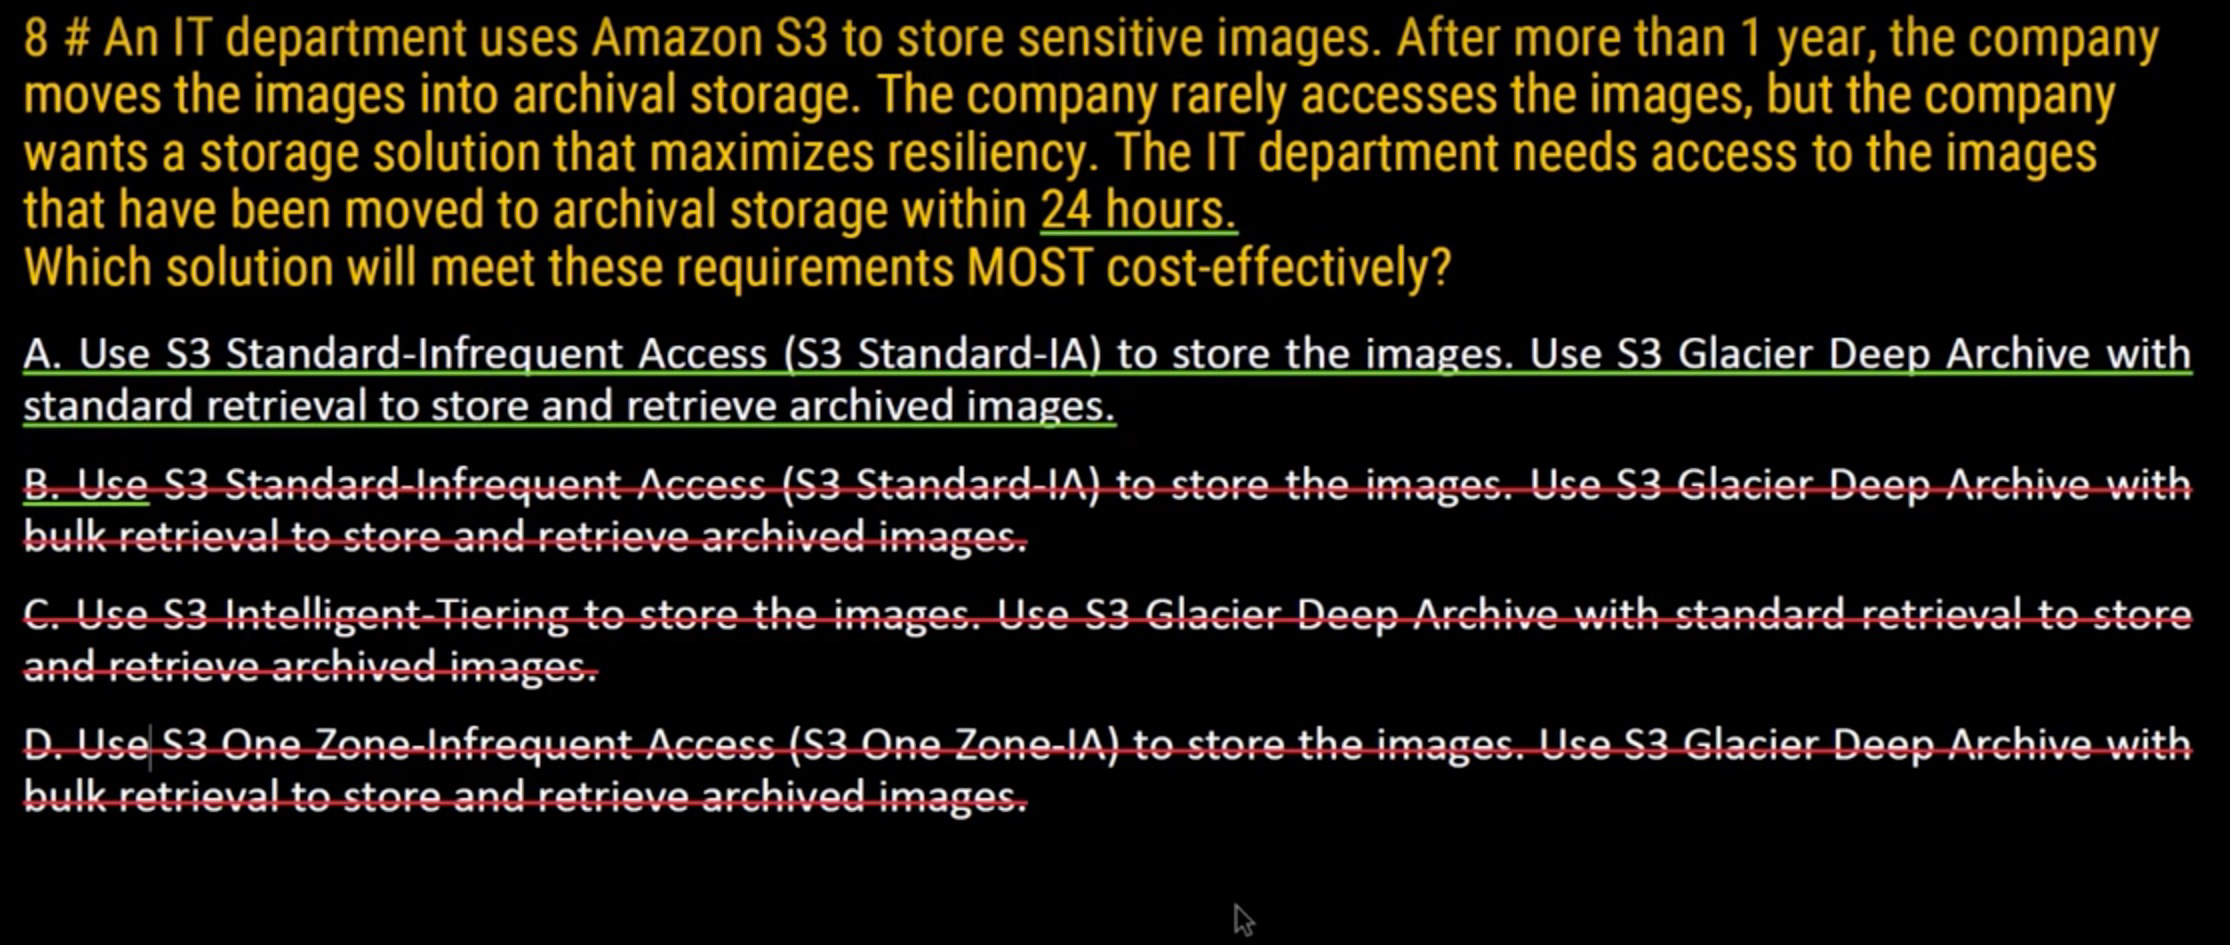 8 # An IT department uses Amazon S3 to store sensitive images. After more than 1 year, the company
moves the images into archival storage. The company rarely accesses the images, but the company
wants a storage solution that maximizes resiliency. The IT department needs access to the images
that have been moved to archival storage within 24 hours.
Which solution will meet these requirements MOST cost-effectively?
A. Use S3 Standard-Infrequent Access (S3 Standard-IA) to store the images. Use S3 Glacier Deep Archive with
standard retrieval to store and retrieve archived images.
B. Use S3 Standard-Infrequent Access (S3 Standard-IA) to store the images. Use S3 Glacier Deep Archive with
bulk retrieval to store and retrieve archived images.
C. Use S3 Intelligent-Tiering to store the images. Use S3 Glacier Deep Archive with standard retrieval to store
and retrieve archived images.
D. Use S3 One Zone-Infrequent Access (S3 One Zone-IA) to store the images. Use S3 Glacier Deep Archive with
bulk retrieval to store and retrieve archived images.